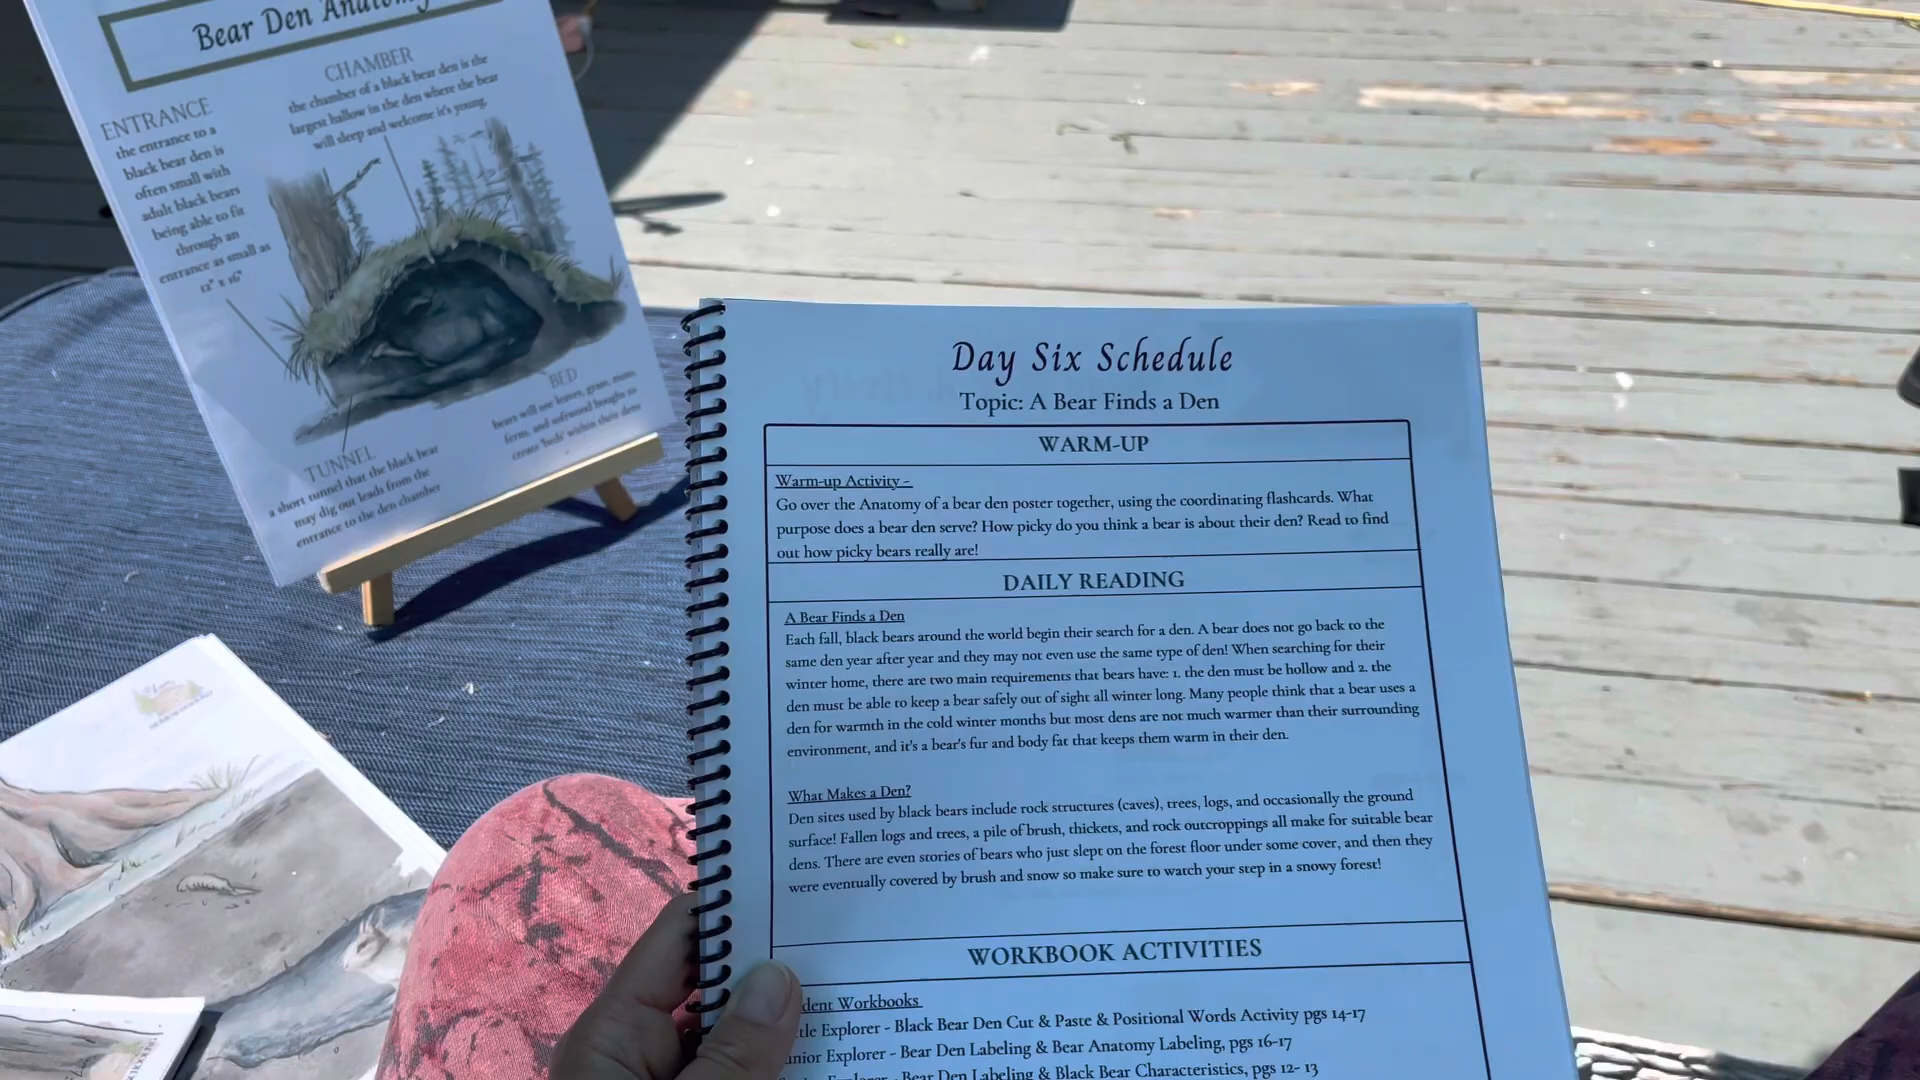 Bear Den Anatomy
CHAMBER
the chamber of a black bear den is the
largest hallow in the den where the bear
will sleep and welcome it's young.
ENTRANCE
the entrance to a
black bear den is
often small with
adult black bears
being able to fit
through an
entrance as small as
12" x 16"
BED
bears will use leaves, grass, moss,
ferns, and softwood boughs to
create 'beds' within their dens
TUNNEL
a short tunnel that the black bear
may dig out leads from the
entrance to the den chamber
Day Six Schedule
Topic: A Bear Finds a Den
WARM-UP
Warm-up Activity -
Go over the Anatomy of a bear den poster together, using the coordinating flashcards. What
purpose does a bear den serve? How picky do you think a bear is about their den? Read to find
out how picky bears really are!
DAILY READING
A Bear Finds a Den
Each fall, black bears around the world begin their search for a den. A bear does not go back to the
same den year after year and they may not even use the same type of den! When searching for their
winter home, there are two main requirements that bears have: 1. the den must be hollow and 2. the
den must be able to keep a bear safely out of sight all winter long. Many people think that a bear uses a
den for warmth in the cold winter months but most dens are not much warmer than their surrounding
environment, and it's a bear's fur and body fat that keeps them warm in their den.
What Makes a Den?
Den sites used by black bears include rock structures (caves), trees, logs, and occasionally the ground
surface! Fallen logs and trees, a pile of brush, thickets, and rock outcroppings all make for suitable bear
dens. There are even stories of bears who just slept on the forest floor under some cover, and then they
were eventually covered by brush and snow so make sure to watch your step in a snowy forest!
WORKBOOK ACTIVITIES
dent Workbooks
tle Explorer - Black Bear Den Cut & Paste & Positional Words Activity pgs 14-17
unior Explorer - Bear Den Labeling & Bear Anatomy Labeling, pgs 16-17
Explorer - Bear Den Labeling & Black Bear Characteristics, pgs 12- 13